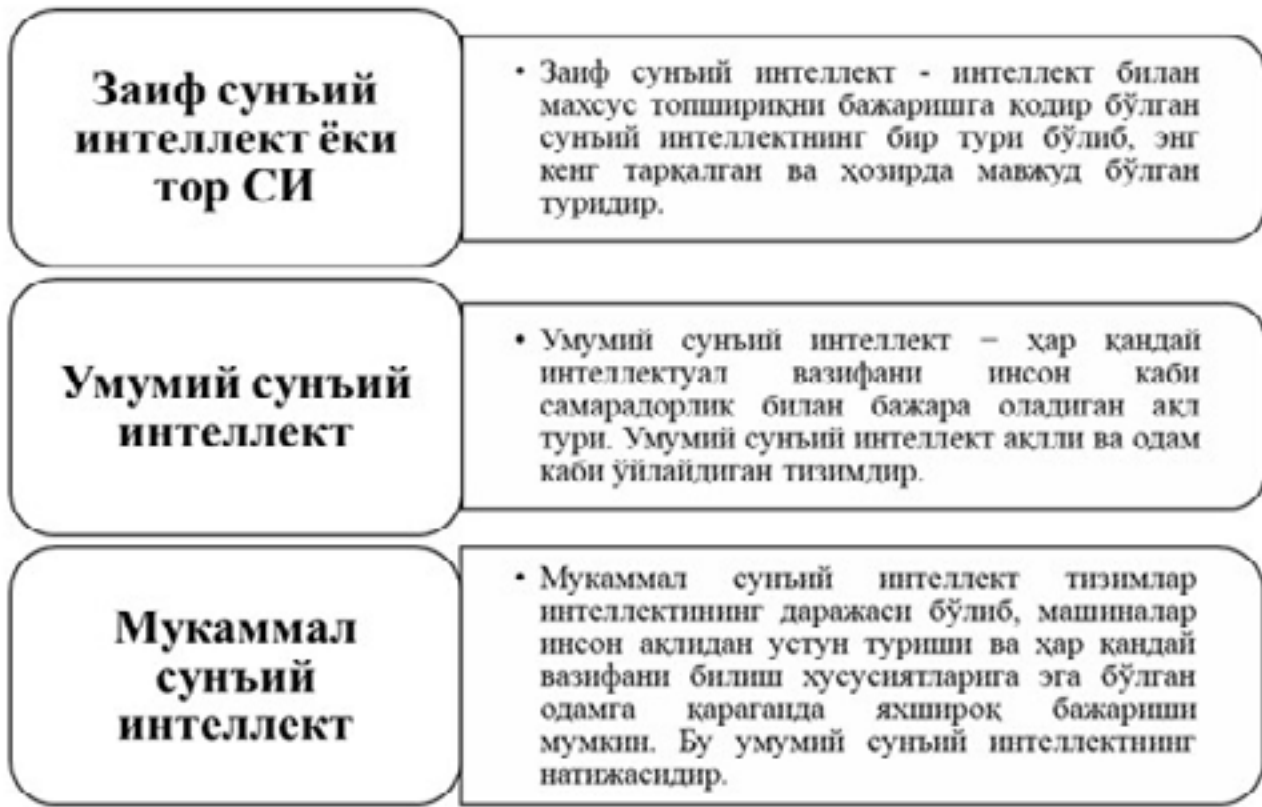 Заиф сунъий
интеллект ёки
тор СИ
• Заиф сунъий интеллект - интеллект билан
махсус топшириқни бажаришга қодир бўлган
сунъий интеллектнинг бир тури бўлиб, энг
кенг тарқалган ва ҳозирда мавжуд бўлган
туридир.
Умумий сунъий
интеллект
• Умумий сунъий интеллект – ҳар қандай
интеллектуал вазифани инсон каби
самарадорлик билан бажара оладиган ақл
тури. Умумий сунъий интеллект ақлли ва одам
каби ўйлайдиган тизимдир.
Мукаммал
сунъий
интеллект
• Мукаммал сунъий интеллект тизимлар
интеллектининг даражаси бўлиб, машиналар
инсон ақлидан устун туриши ва ҳар қандай
вазифани билиш хусусиятларига эга бўлган
одамга қараганда яхшироқ бажариши
мумкин. Бу умумий сунъий интеллектнинг
натижасидир.